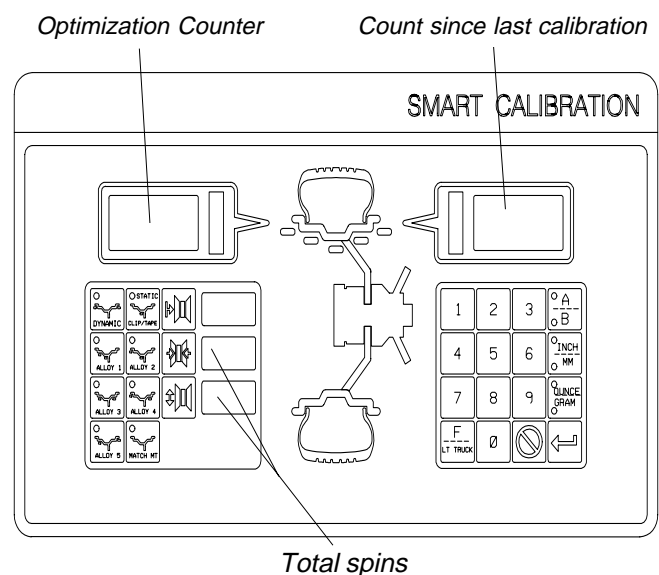 Optimization Counter
Count since last calibration
SMART CALIBRATION
DYNAMIC
STATIC
CLIP/TAPE
ALLOY 1
ALLOY 2
ALLOY 3
ALLOY 4
ALLOY 5
MATCH MT
1 2 3 A B
4 5 6 INCH MM
7 8 9 OUNCE GRAM
F LT TRUCK 0
Total spins